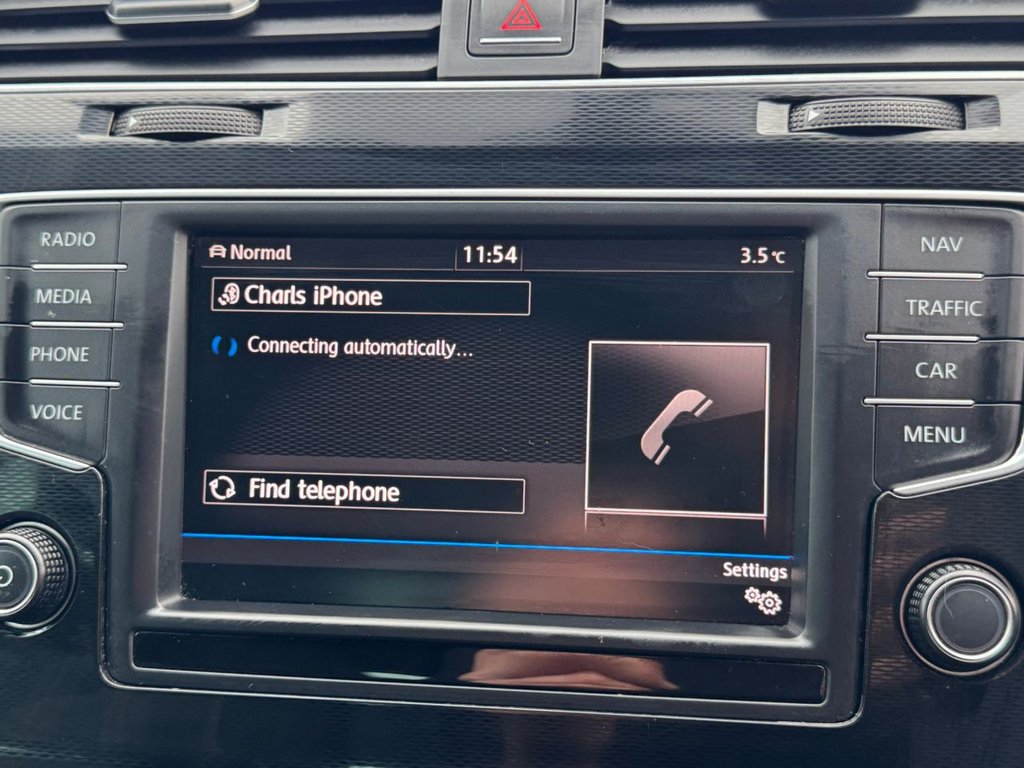 RADIO
MEDIA
PHONE
VOICE
Normal
11:54
3.5°C
Charls iPhone
Connecting automatically...
Find telephone
Settings
NAV
TRAFFIC
CAR
MENU